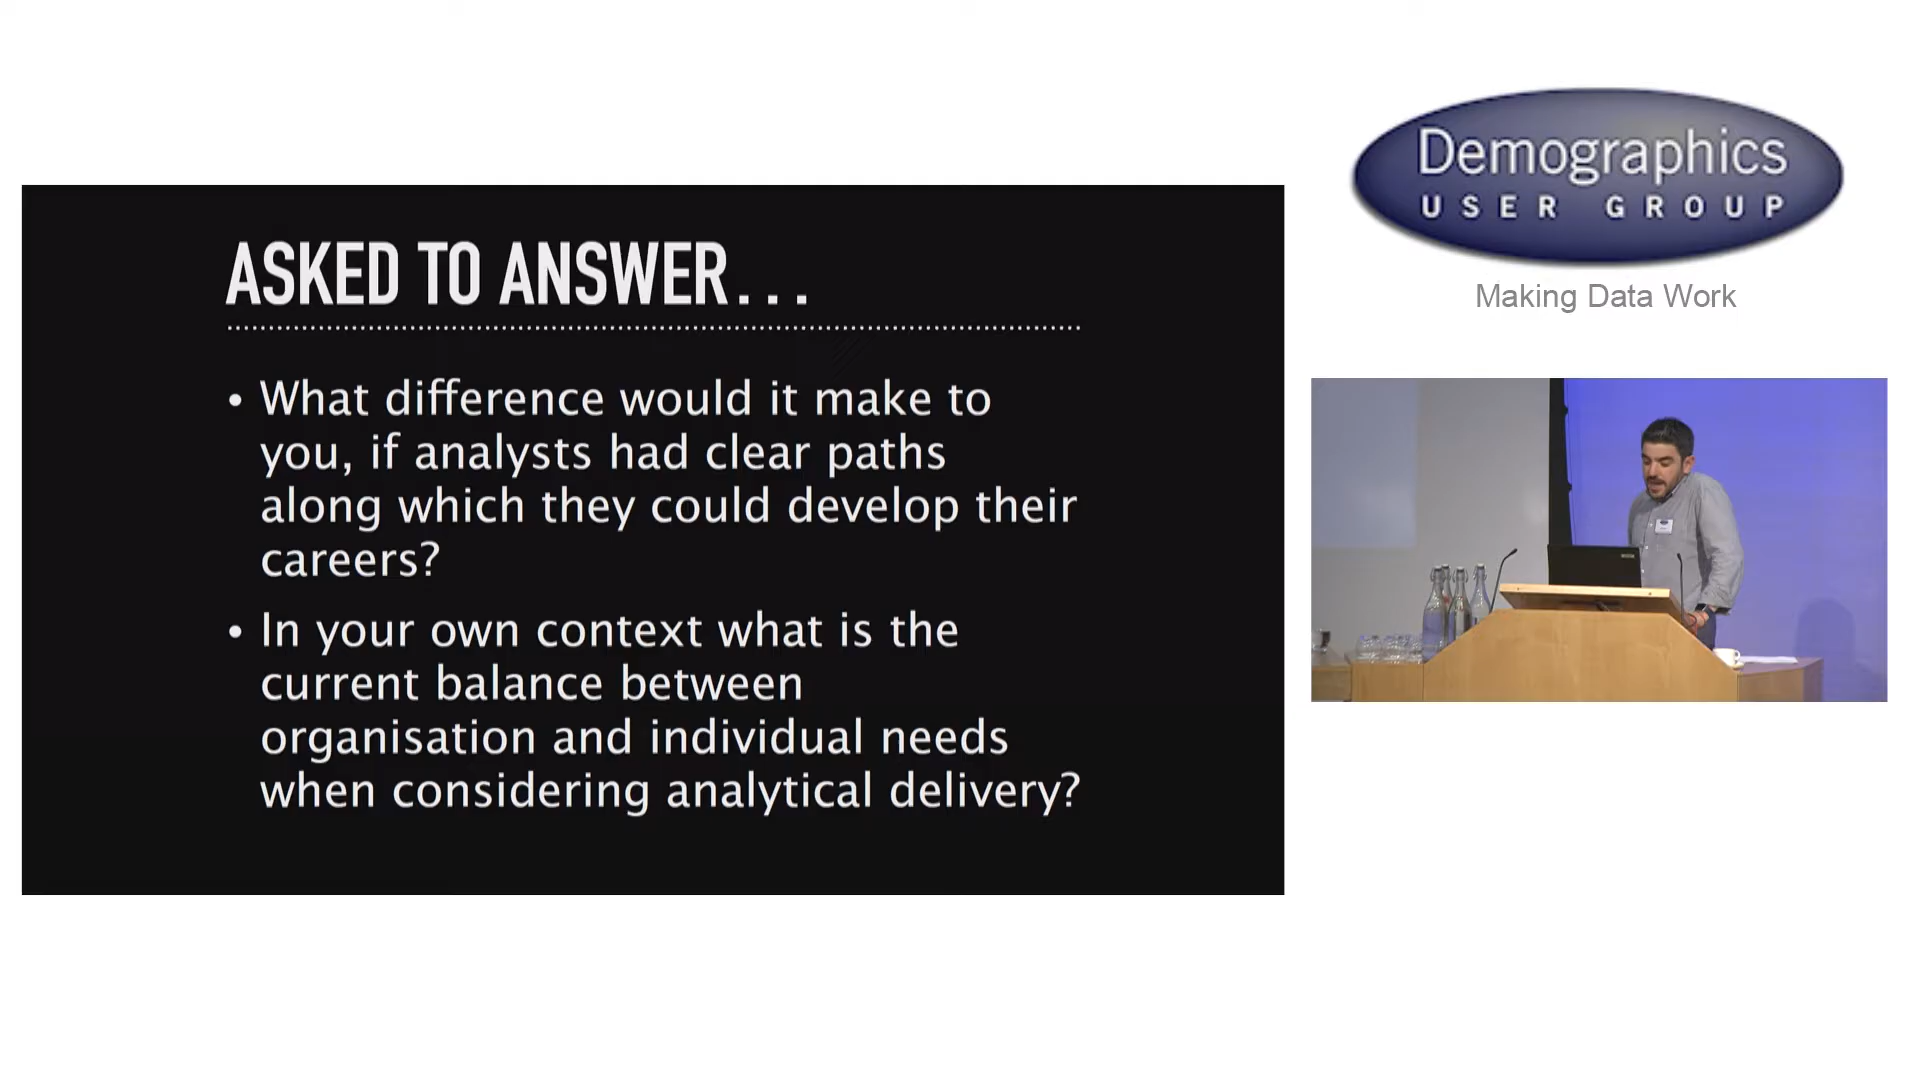 ASKED TO ANSWER...
• What difference would it make to
you, if analysts had clear paths
along which they could develop their
careers?
• In your own context what is the
current balance between
organisation and individual needs
when considering analytical delivery?
Demographics
USER GROUP
Making Data Work